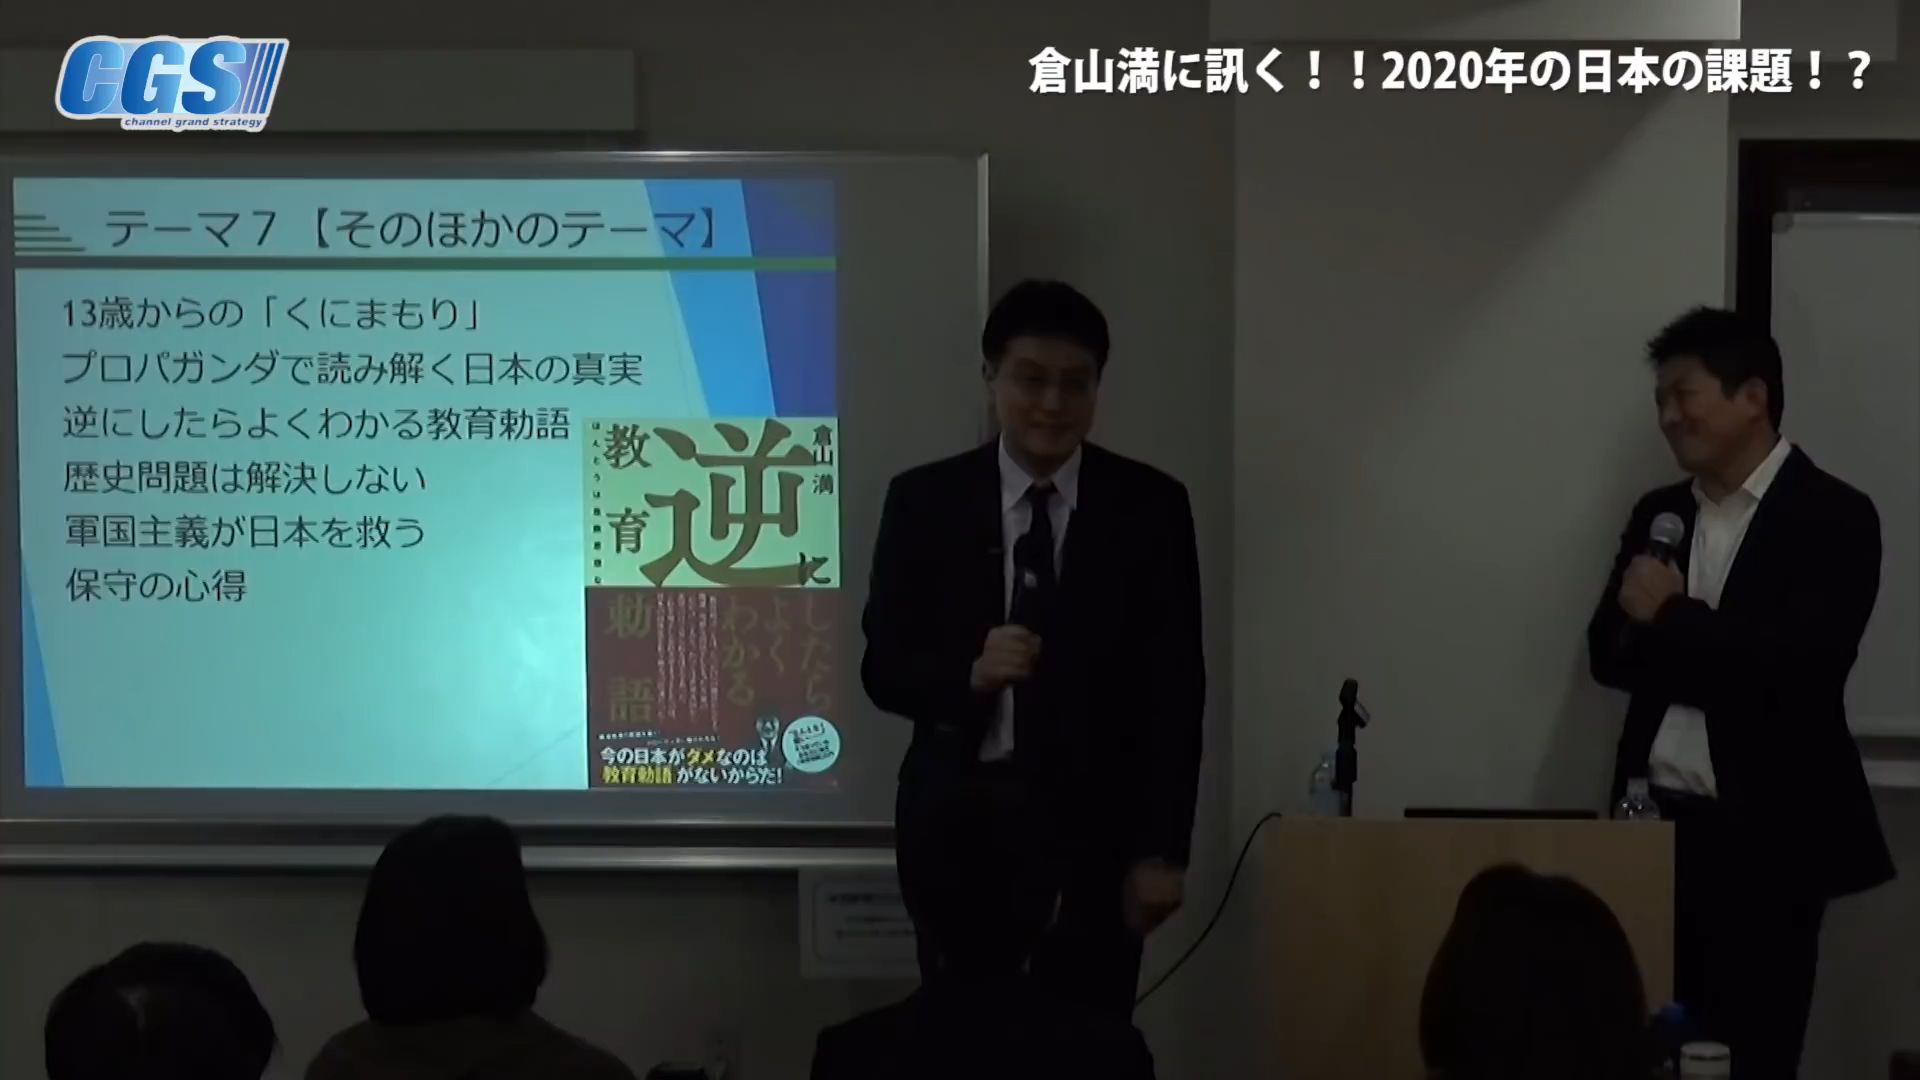 CGS
channel grand strategy
倉山満に訊く！！2020年の日本の課題！？
テーマ７【そのほかのテーマ】
13歳からの「くにまもり」
プロパガンダで読み解く日本の真実
逆にしたらよくわかる教育勅語
歴史問題は解決しない
軍国主義が日本を救う
保守の心得
倉山満
逆に
したら
よく
わかる
教育
勅語
今の日本がダメなのは
教育勅語がないからだ!